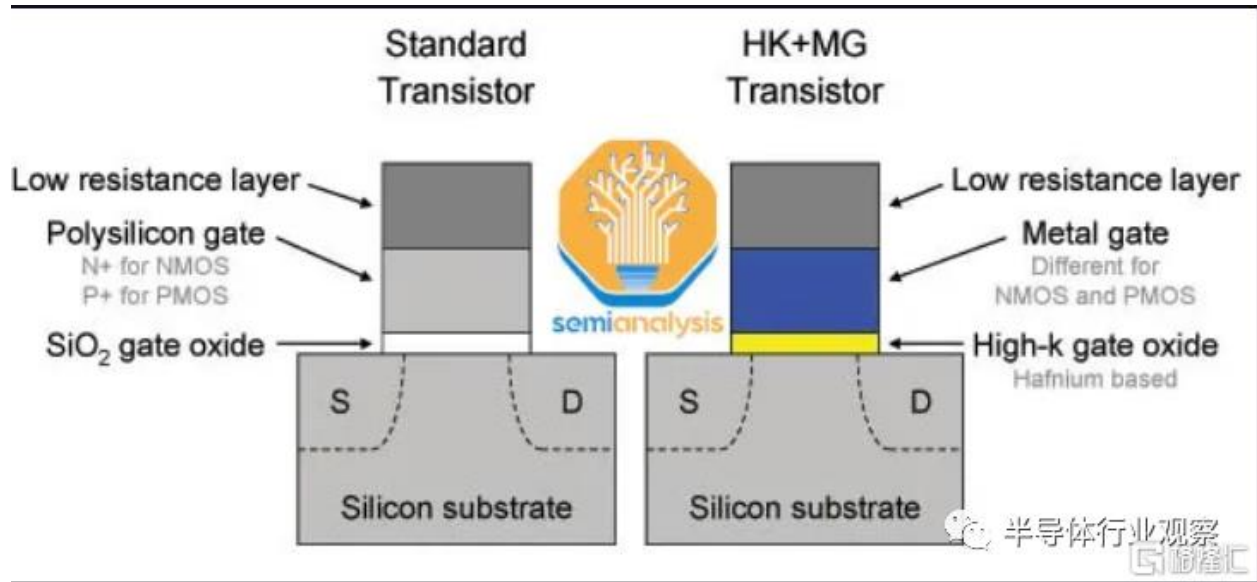 Standard
Transistor
HK+MG
Transistor
Low resistance layer
Polysilicon gate
N+ for NMOS
P+ for PMOS
SiO₂ gate oxide
semianalysis
Low resistance layer
Metal gate
Different for
NMOS and PMOS
High-k gate oxide
Hafnium based
S
D
Silicon substrate
S
D
Silicon substrate
半导体行业观察
格隆汇